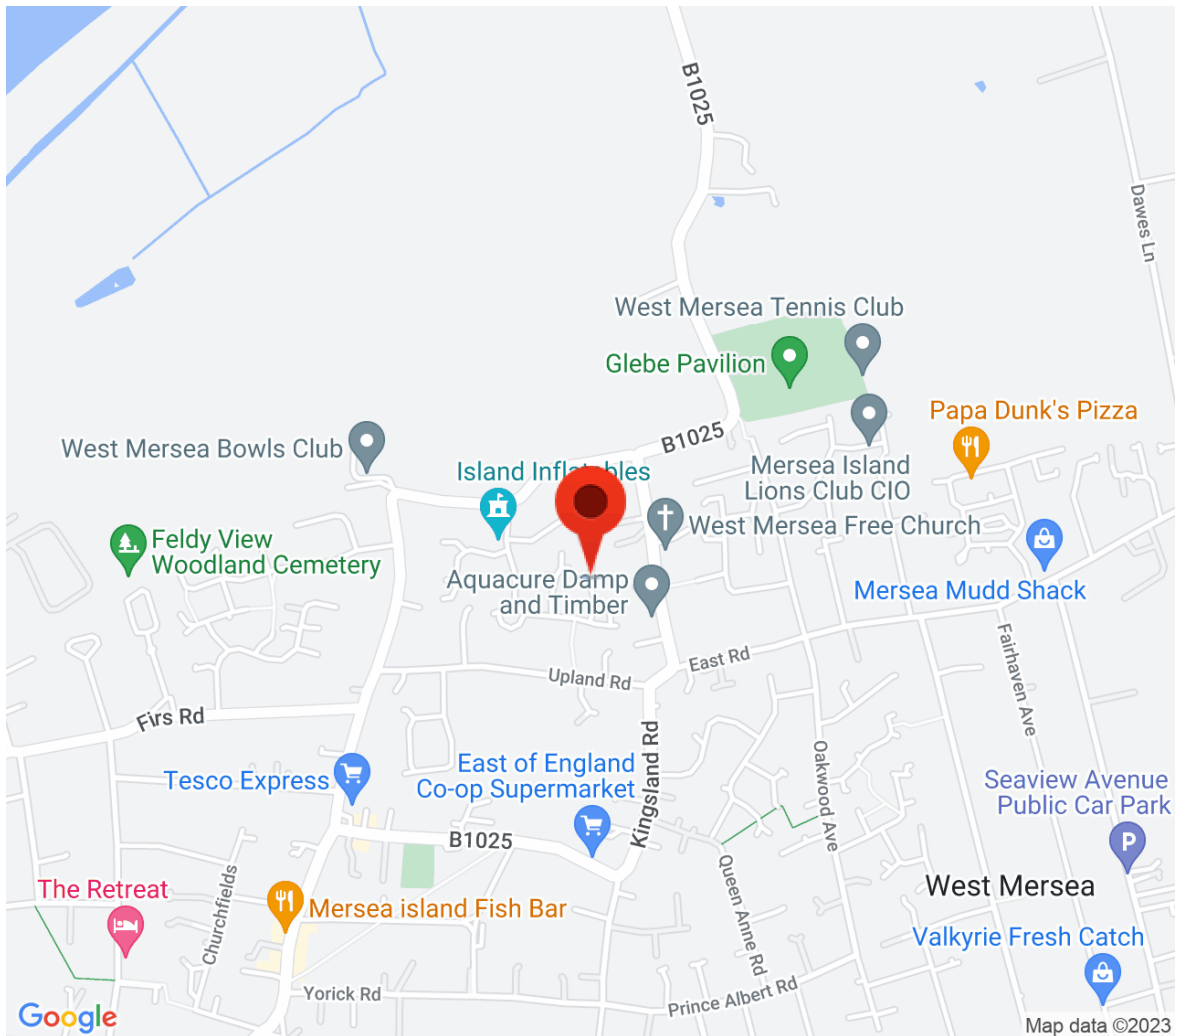 B1025
Dawes Ln
West Mersea Tennis Club
Glebe Pavilion
Papa Dunk's Pizza
B1025
West Mersea Bowls Club
Island Inflatables
Mersea Island
Lions Club CIO
West Mersea Free Church
Feldy View
Woodland Cemetery
Aquacure Damp
and Timber
Mersea Mudd Shack
Fairhaven Ave
East Rd
Upland Rd
Firs Rd
Kingsland Rd
Oakwood Ave
Tesco Express
East of England
Co-op Supermarket
Seaview Avenue
Public Car Park
P
B1025
Queen Anne Rd
West Mersea
The Retreat
Churchfields
Mersea island Fish Bar
Valkyrie Fresh Catch
Yorick Rd
Prince Albert Rd
Google
Map data ©2023